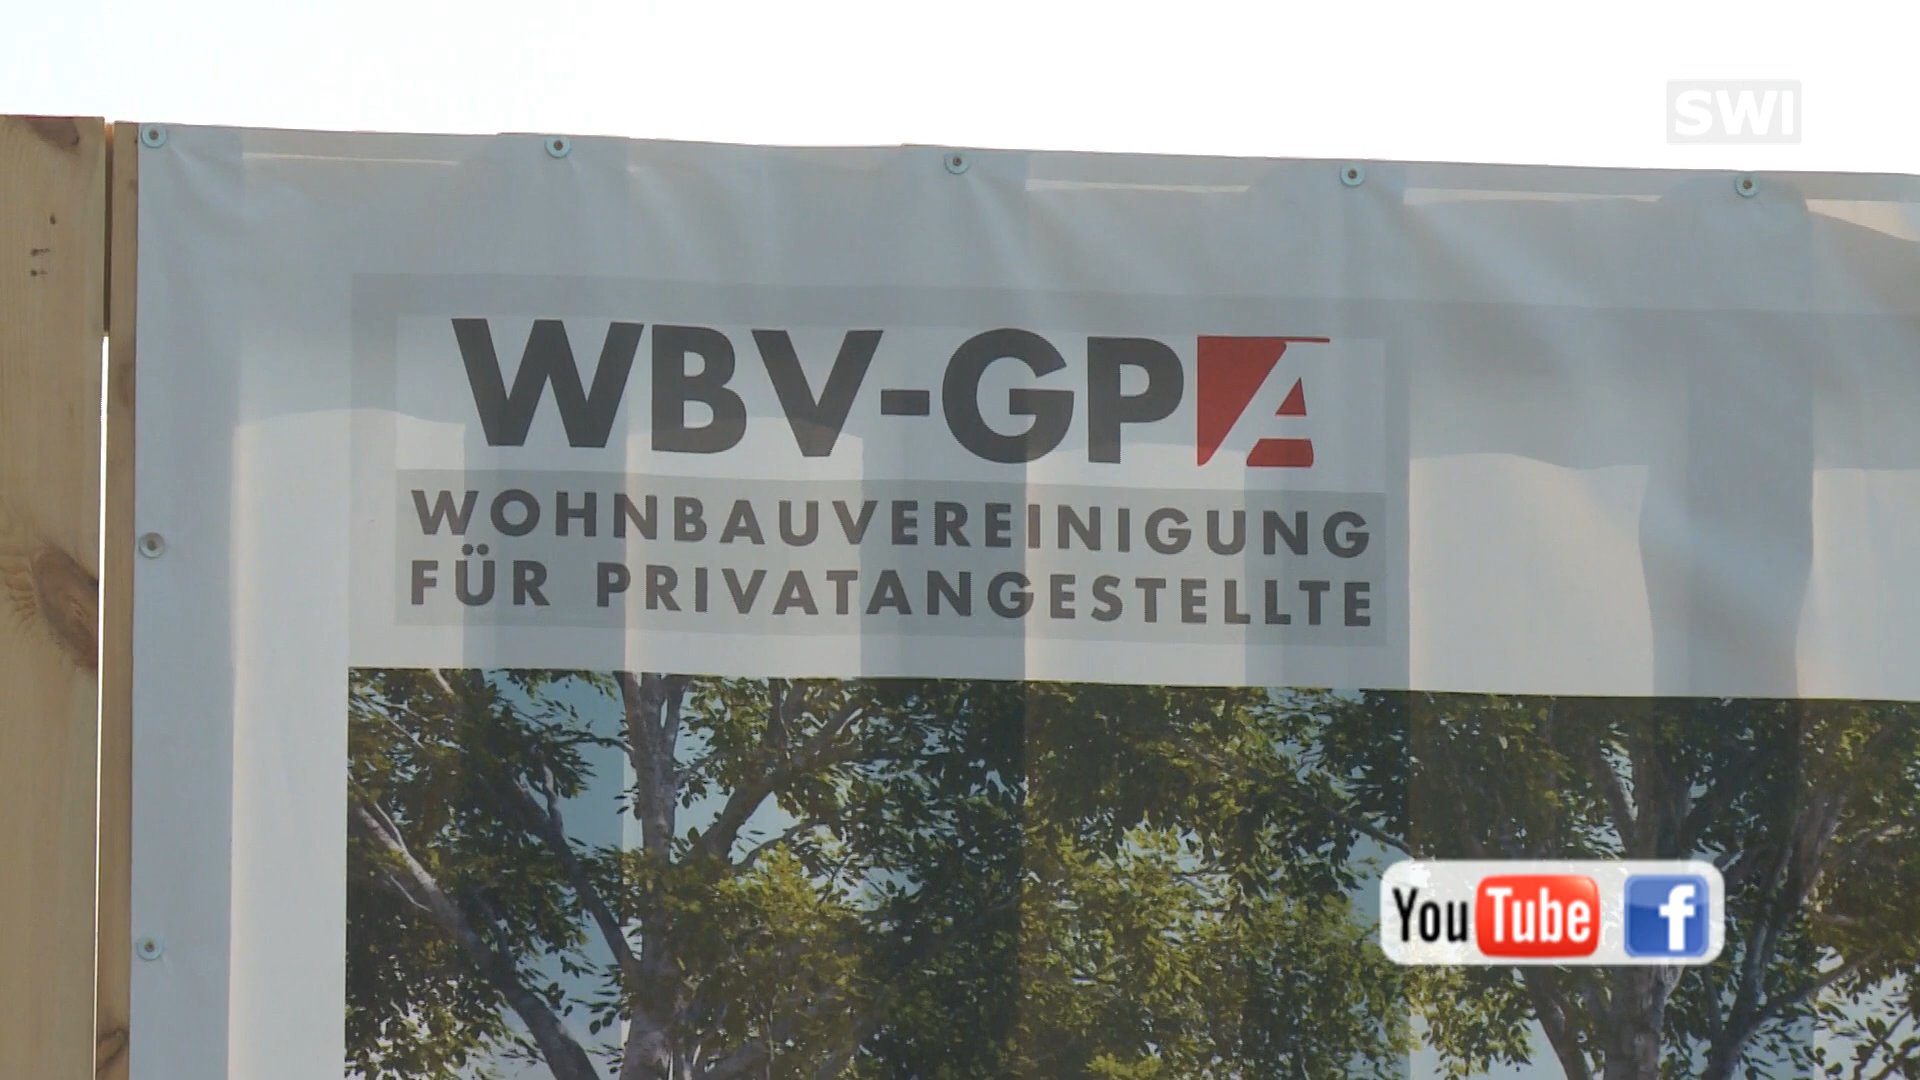 SWI
WBV-GPA
WOHNBAUVEREINIGUNG
FÜR PRIVATANGESTELLTE
YouTube f